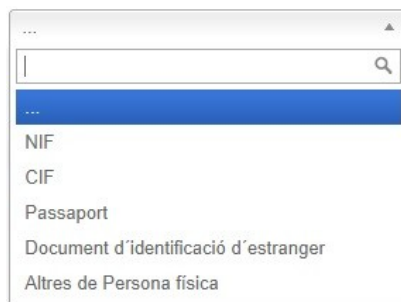 ...
...
NIF
CIF
Passaport
Document d´identificació d´estranger
Altres de Persona física